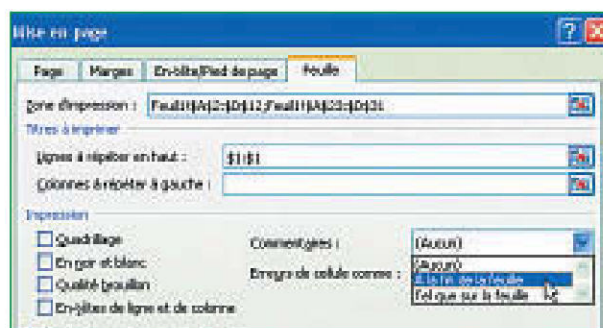 Mise en page
Page Marges En-tête/Pied de page Feuille
Zone d'impression :
Titres à imprimer
Lignes à répéter en haut : $1:$1
Colonnes à répéter à gauche :
Impression
Quadrillage Commentaires : (Aucun)
En noir et blanc (Aucun)
Qualité brouillon Erreurs de cellule comme : A la fin de la feuille
En-têtes de ligne et de colonne Tel que sur la feuille